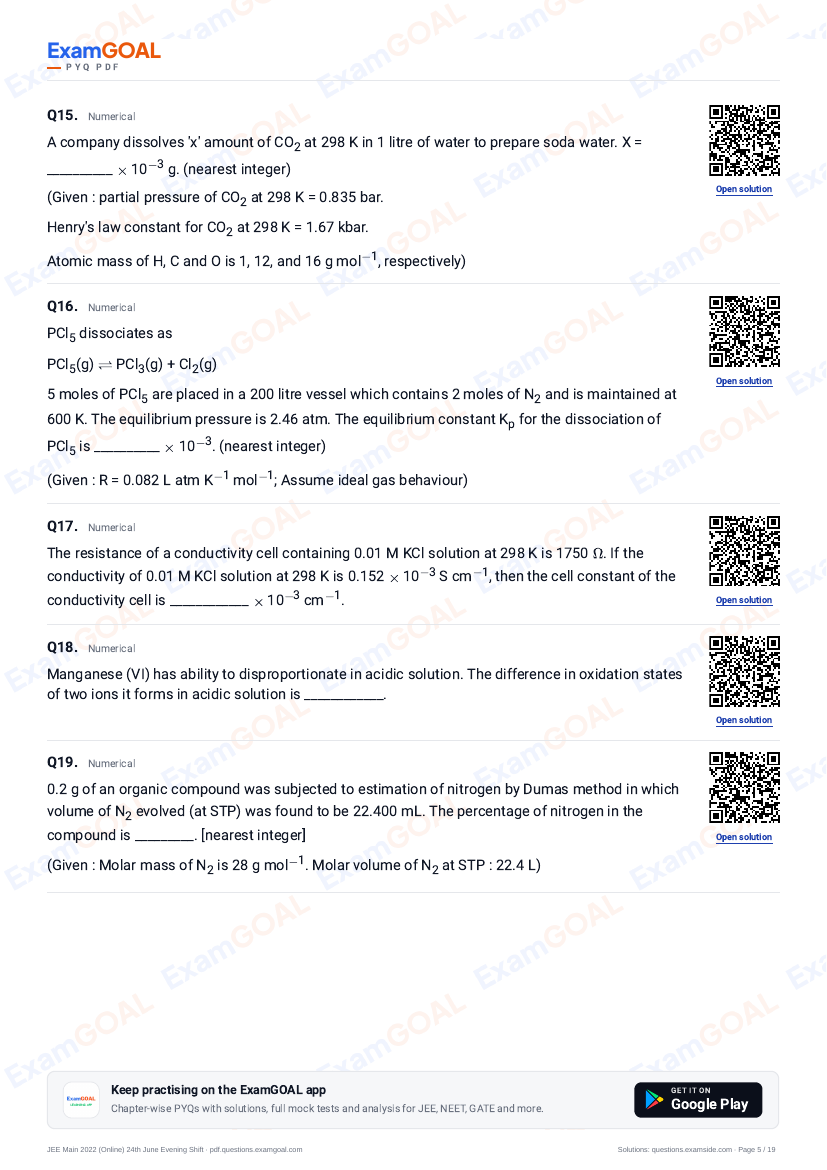 ExamGOAL
PYQ PDF
Q15. Numerical
A company dissolves 'x' amount of CO₂ at 298 K in 1 litre of water to prepare soda water. X =
_________ × 10⁻³ g. (nearest integer)
(Given : partial pressure of CO₂ at 298 K = 0.835 bar.
Henry's law constant for CO₂ at 298 K = 1.67 kbar.
Atomic mass of H, C and O is 1, 12, and 16 g mol⁻¹, respectively)
Open solution
Q16. Numerical
PCl₅ dissociates as
PCl₅(g) ⇌ PCl₃(g) + Cl₂(g)
5 moles of PCl₅ are placed in a 200 litre vessel which contains 2 moles of N₂ and is maintained at
600 K. The equilibrium pressure is 2.46 atm. The equilibrium constant Kₚ for the dissociation of
PCl₅ is _________ × 10⁻³. (nearest integer)
(Given : R = 0.082 L atm K⁻¹ mol⁻¹; Assume ideal gas behaviour)
Open solution
Q17. Numerical
The resistance of a conductivity cell containing 0.01 M KCl solution at 298 K is 1750 Ω. If the
conductivity of 0.01 M KCl solution at 298 K is 0.152 × 10⁻³ S cm⁻¹, then the cell constant of the
conductivity cell is ___________ × 10⁻³ cm⁻¹.
Open solution
Q18. Numerical
Manganese (VI) has ability to disproportionate in acidic solution. The difference in oxidation states
of two ions it forms in acidic solution is ___________.
Open solution
Q19. Numerical
0.2 g of an organic compound was subjected to estimation of nitrogen by Dumas method in which
volume of N₂ evolved (at STP) was found to be 22.400 mL. The percentage of nitrogen in the
compound is ________. [nearest integer]
(Given : Molar mass of N₂ is 28 g mol⁻¹. Molar volume of N₂ at STP : 22.4 L)
Open solution
ExamGOAL
Keep practising on the ExamGOAL app
Chapter-wise PYQs with solutions, full mock tests and analysis for JEE, NEET, GATE and more.
GET IT ON
Google Play
JEE Main 2022 (Online) 24th June Evening Shift · pdf.questions.examgoal.com
Solutions: questions.examside.com · Page 5 / 19